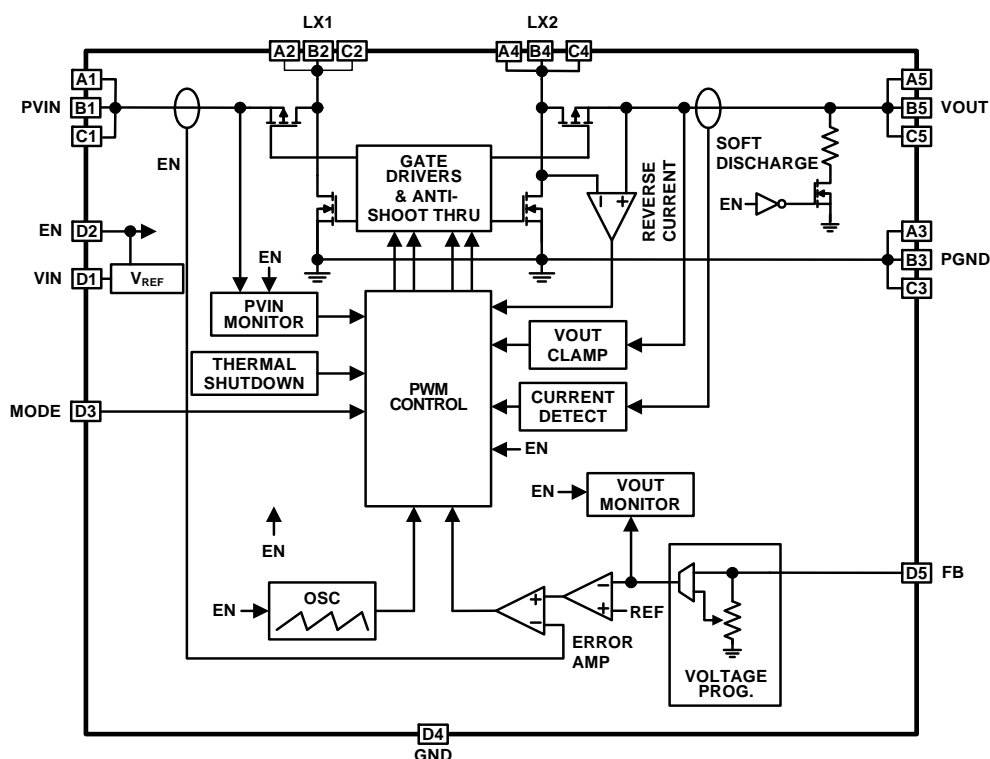 LX1
LX2
A2 B2 C2
A4 B4 C4
A1
A5
PVIN B1
B5 VOUT
C1
C5
EN
GATE
DRIVERS
& ANTI-
SHOOT THRU
REVERSE
CURRENT
SOFT
DISCHARGE
EN
EN D2
A3
VIN D1
VREF
EN
B3 PGND
C3
PVIN
MONITOR
VOUT
CLAMP
THERMAL
SHUTDOWN
PWM
CONTROL
CURRENT
DETECT
MODE D3
EN
EN
VOUT
MONITOR
EN
D5 FB
EN
OSC
REF
ERROR
AMP
VOLTAGE
PROG.
D4
GND